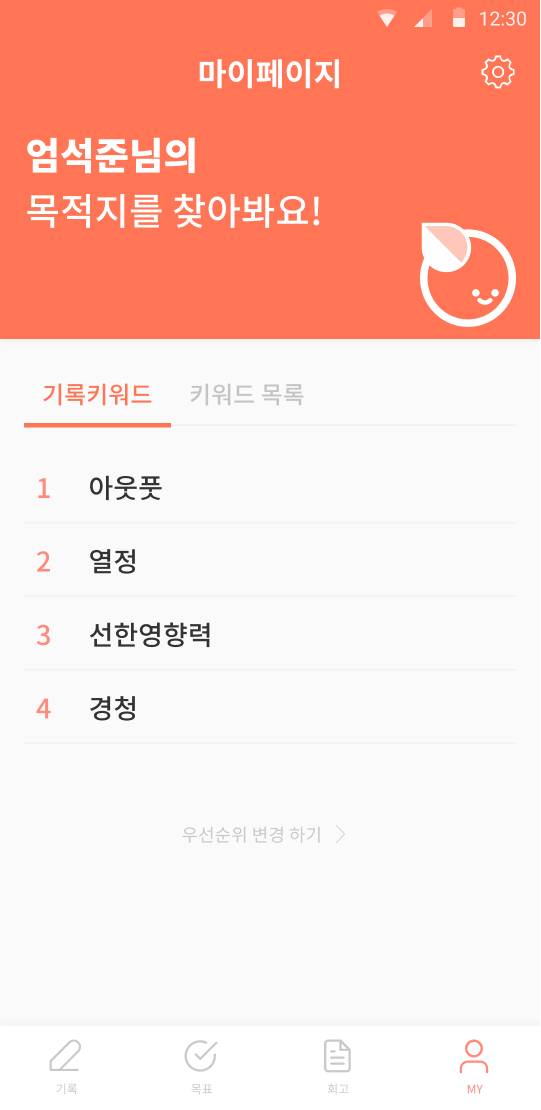 12:30
마이페이지
엄석준님의
목적지를 찾아봐요!
기록키워드 키워드 목록
1 아웃풋
2 열정
3 선한영향력
4 경청
우선순위 변경 하기
기록 목표 회고 MY